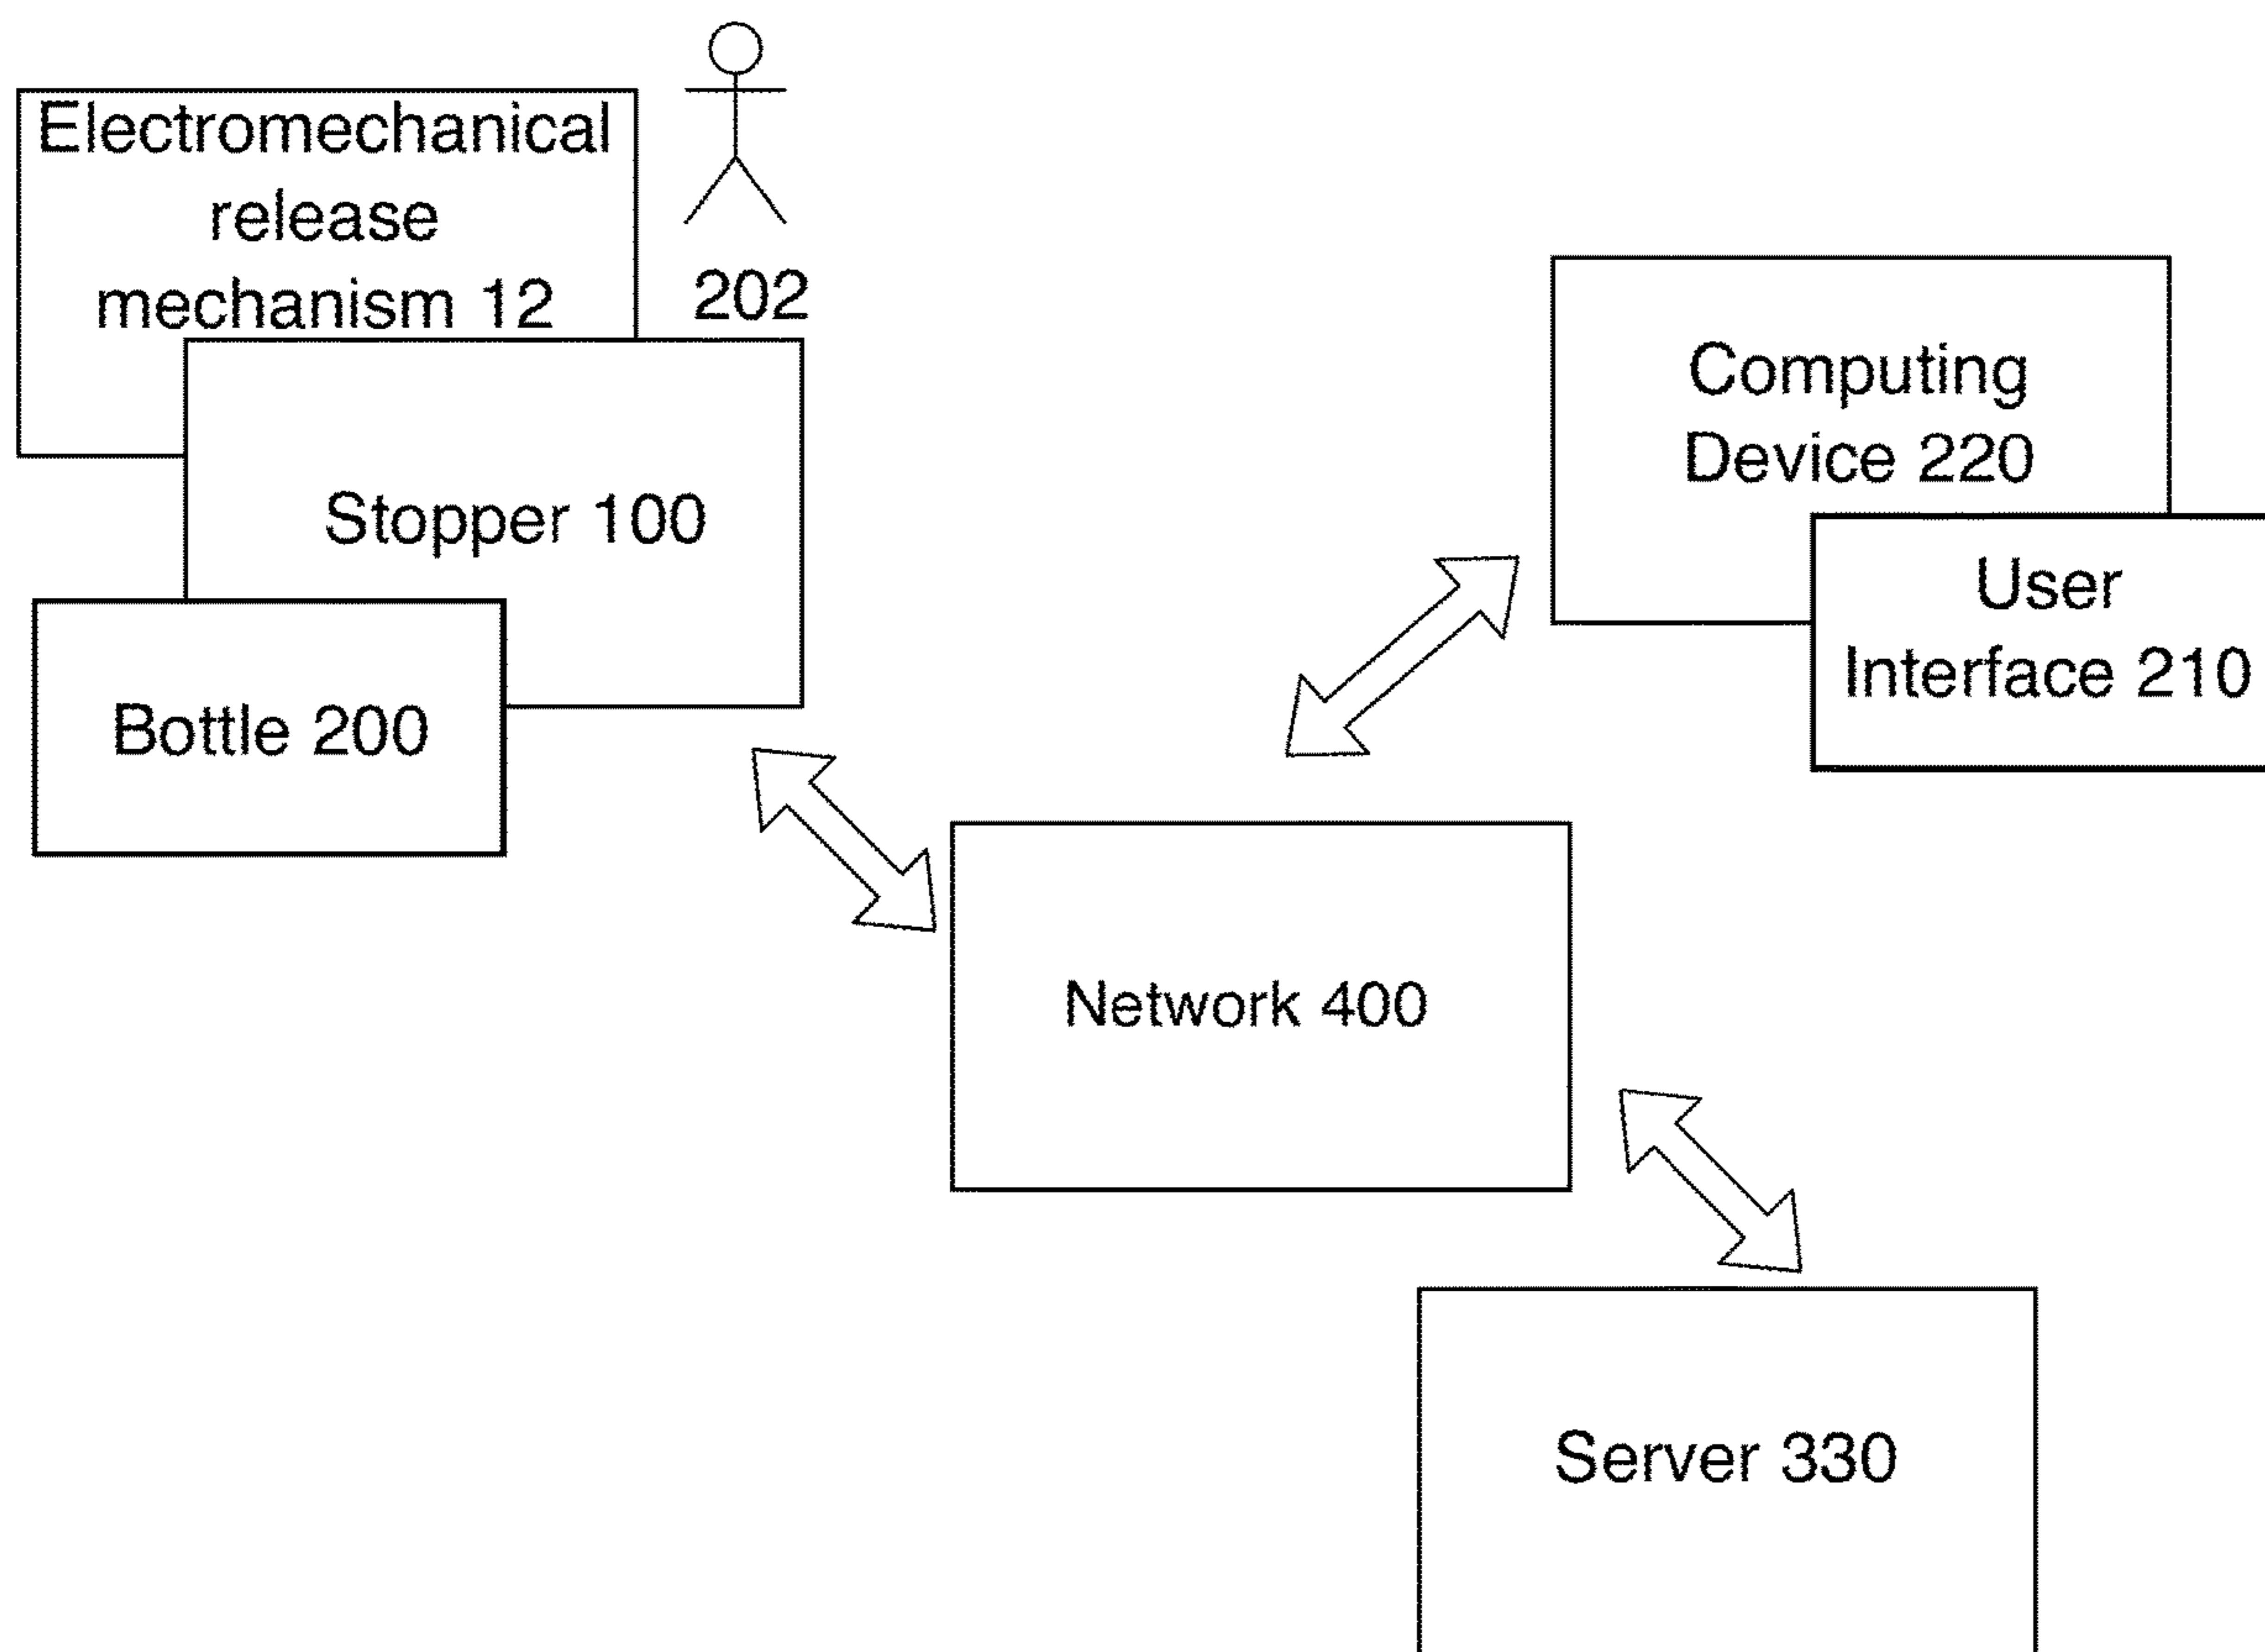 Electromechanical
release
mechanism 12
202
Stopper 100
Bottle 200
Computing
Device 220
User
Interface 210
Network 400
Server 330